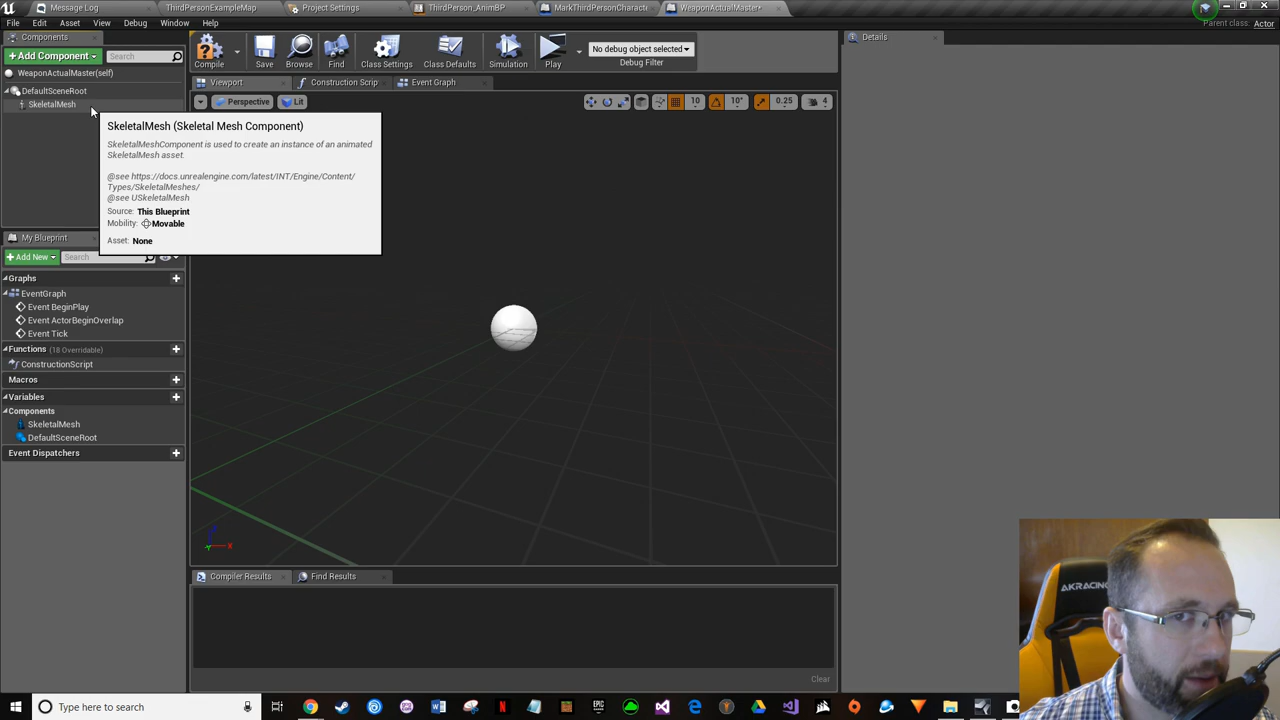 Message Log
ThirdPersonExampleMap
Project Settings
ThirdPerson_AnimBP
MarkThirdPersonCharact
WeaponActualMaster*
File Edit Asset View Debug Window Help
Parent class: Actor
Components
Details
+ Add Component
Search
Compile
Save
Browse
Find
Class Settings
Class Defaults
Simulation
Play
No debug object selected
Debug Filter
WeaponActualMaster(self)
DefaultSceneRoot
SkeletalMesh
Viewport
Construction Scrip
Event Graph
Perspective
Lit
10
10°
0.25
4
SkeletalMesh (Skeletal Mesh Component)
SkeletalMeshComponent is used to create an instance of an animated
SkeletalMesh asset.
@see https://docs.unrealengine.com/latest/INT/Engine/Content/
Types/SkeletalMeshes/
@see USkeletalMesh
Source: This Blueprint
Mobility: Movable
Asset: None
My Blueprint
+ Add New
Search
Graphs
EventGraph
Event BeginPlay
Event ActorBeginOverlap
Event Tick
Functions (18 Overridable)
ConstructionScript
Macros
Variables
Components
SkeletalMesh
DefaultSceneRoot
Event Dispatchers
X
Compiler Results
Find Results
Clear
AKRACING
Type here to search